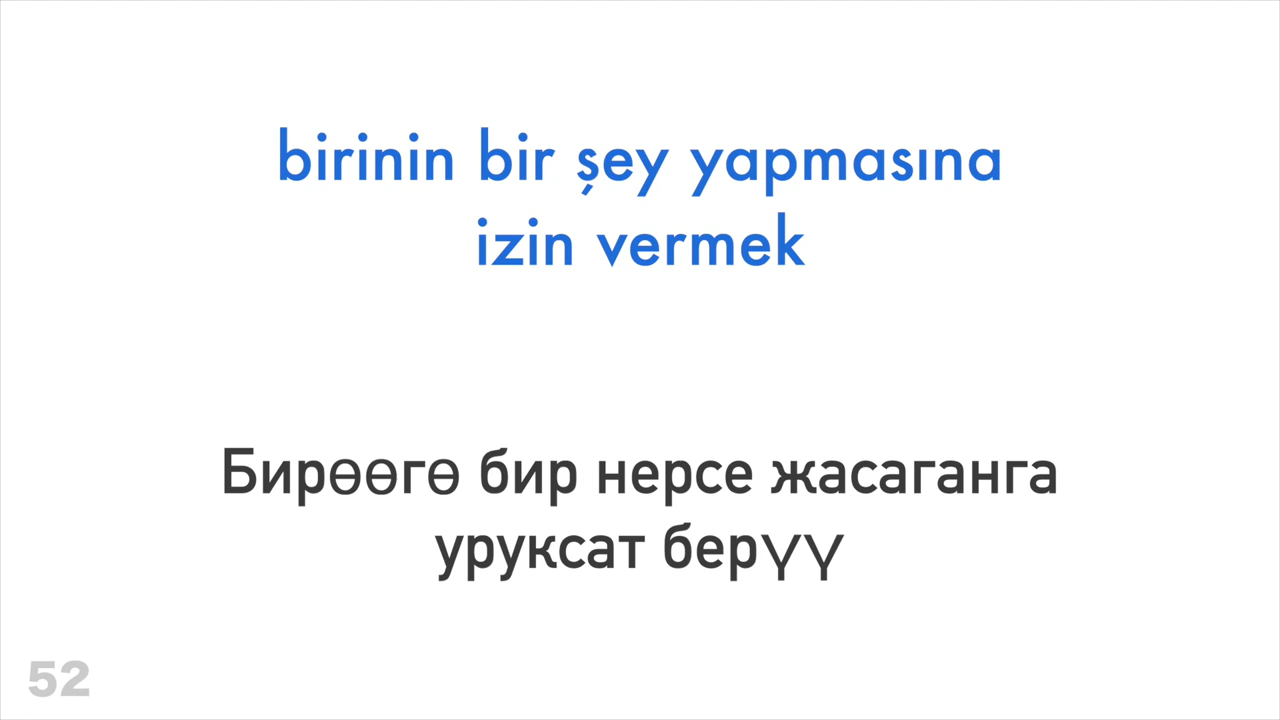 birinin bir şey yapmasına
izin vermek
Бирөөгө бир нерсе жасаганга
уруксат берүү
52